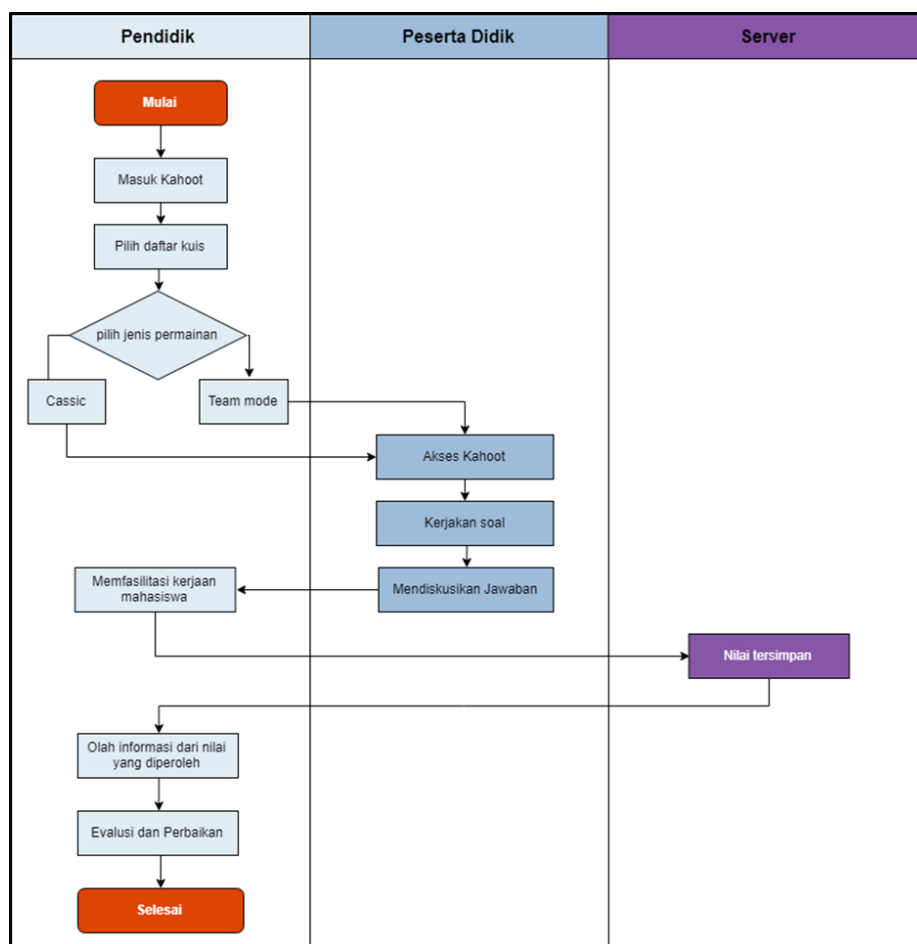 Pendidik
Peserta Didik
Server
Mulai
Masuk Kahoot
Pilih daftar kuis
pilih jenis permainan
Cassic
Team mode
Akses Kahoot
Kerjakan soal
Mendiskusikan Jawaban
Memfasilitasi kerjaan
mahasiswa
Nilai tersimpan
Olah informasi dari nilai
yang diperoleh
Evalusi dan Perbaikan
Selesai